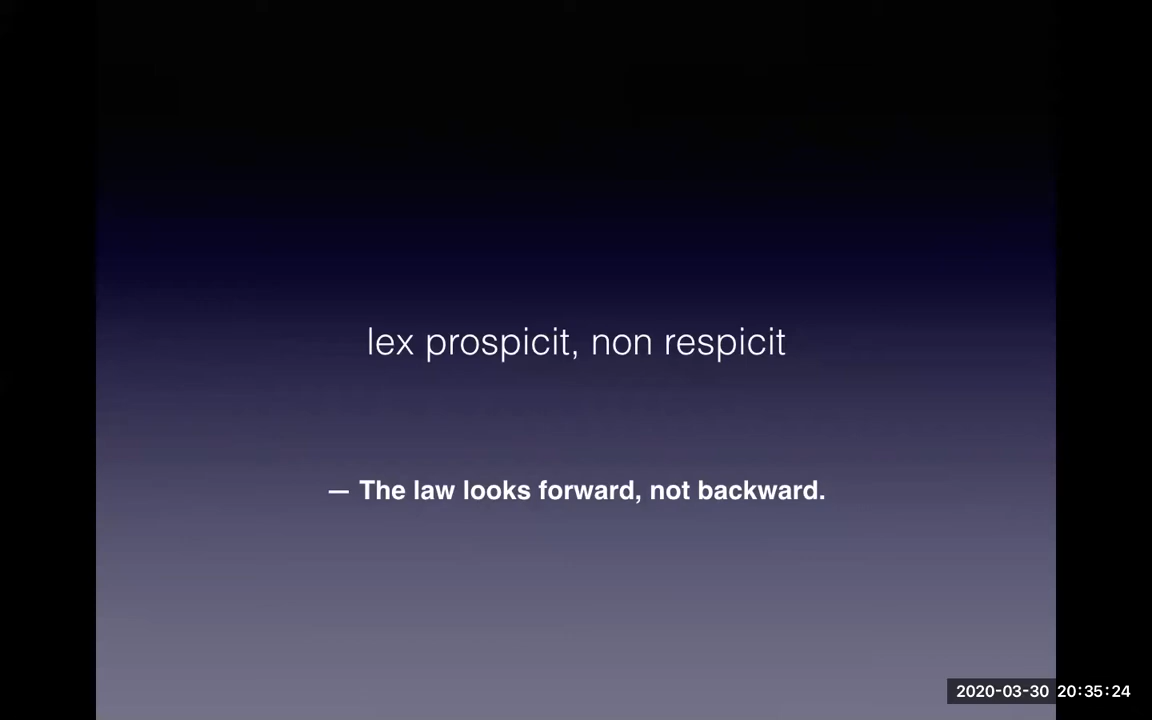 lex prospicit, non respicit
— The law looks forward, not backward.
2020-03-30 20:35:24